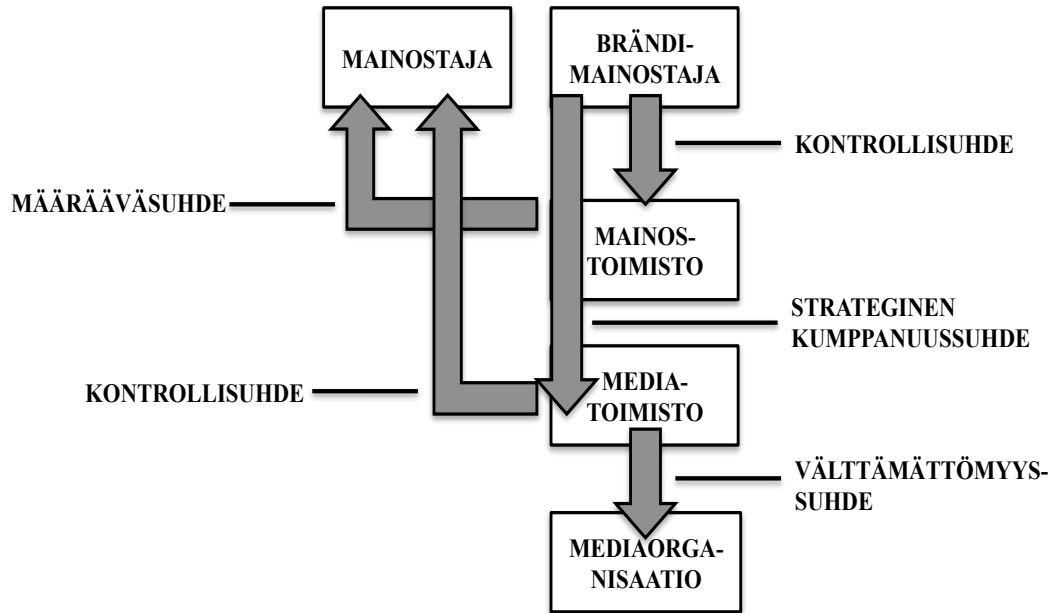 MAINOSTAJA
BRÄNDI-
MAINOSTAJA
KONTROLLISUHDE
MÄÄRÄÄVÄSUHDE
MAINOS-
TOIMISTO
STRATEGINEN
KUMPPANUUSSUHDE
KONTROLLISUHDE
MEDIA-
TOIMISTO
VÄLTTÄMÄTTÖMYYS-
SUHDE
MEDIAORGA-
NISAATIO